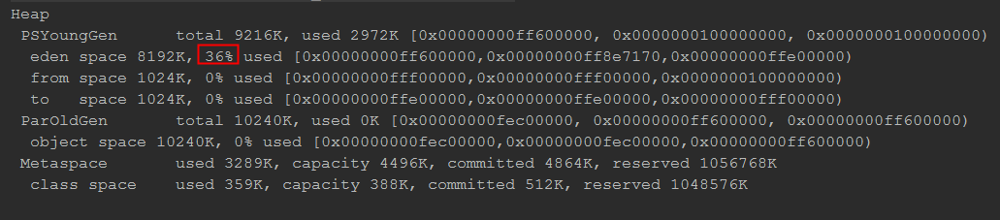 Heap
PSYoungGen total 9216K, used 2972K [0x00000000ff600000, 0x0000000100000000, 0x0000000100000000)
eden space 8192K, 36% used [0x00000000ff600000,0x00000000ff8e7170,0x00000000ffe00000)
from space 1024K, 0% used [0x00000000fff00000,0x00000000fff00000,0x0000000100000000)
to space 1024K, 0% used [0x00000000ffe00000,0x00000000ffe00000,0x00000000fff00000)
ParOldGen total 10240K, used 0K [0x00000000fec00000, 0x00000000ff600000, 0x00000000ff600000)
object space 10240K, 0% used [0x00000000fec00000,0x00000000fec00000,0x00000000ff600000)
Metaspace used 3289K, capacity 4496K, committed 4864K, reserved 1056768K
class space used 359K, capacity 388K, committed 512K, reserved 1048576K